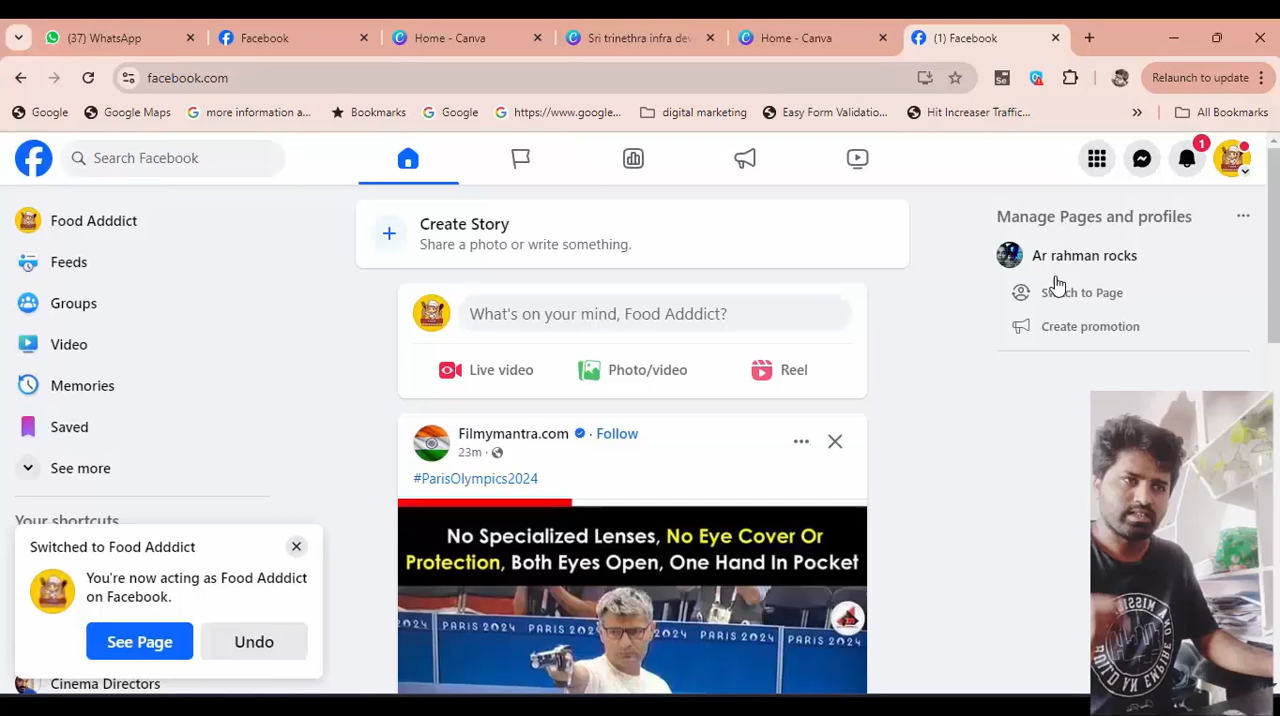 (37) WhatsApp
Facebook
Home - Canva
Sri trinethra infra dev
Home - Canva
(1) Facebook
facebook.com
Se
Relaunch to update
Google
Google Maps
more information a...
Bookmarks
Google
https://www.google...
digital marketing
Easy Form Validatio...
Hit Increaser Traffic...
»
All Bookmarks
Search Facebook
1
Food Adddict
Feeds
Groups
Video
Memories
Saved
See more
Your shortcuts
Switched to Food Adddict
You're now acting as Food Adddict
on Facebook.
See Page
Undo
Cinema Directors
Create Story
Share a photo or write something.
What's on your mind, Food Adddict?
Live video
Photo/video
Reel
Filmymantra.com · Follow
23m ·
#ParisOlympics2024
No Specialized Lenses, No Eye Cover Or
Protection, Both Eyes Open, One Hand In Pocket
PARIS 2024
PARIS 2024
PARIS 2024
Manage Pages and profiles
Ar rahman rocks
Switch to Page
Create promotion